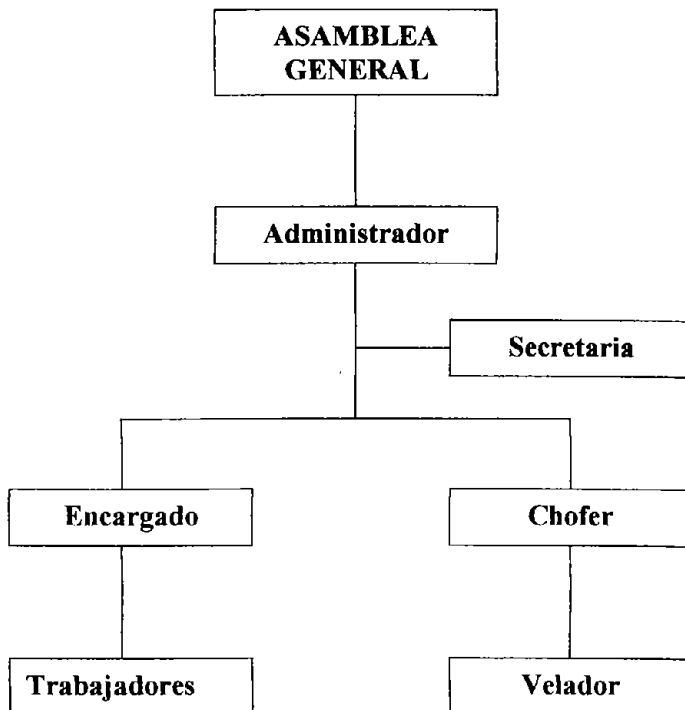 ASAMBLEA
GENERAL
Administrador
Secretaria
Encargado
Chofer
Trabajadores
Velador